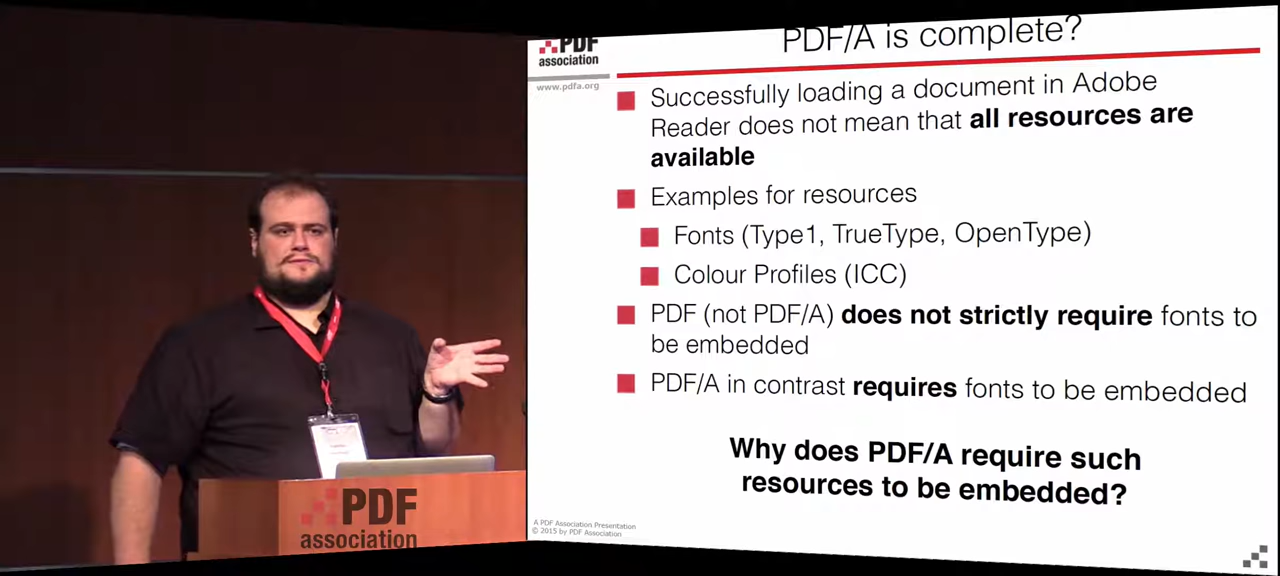 PDF
association
www.pdfa.org
PDF/A is complete?
Successfully loading a document in Adobe
Reader does not mean that all resources are
available
Examples for resources
Fonts (Type1, TrueType, OpenType)
Colour Profiles (ICC)
PDF (not PDF/A) does not strictly require fonts to
be embedded
PDF/A in contrast requires fonts to be embedded
Why does PDF/A require such
resources to be embedded?
A PDF Association Presentation
© 2015 by PDF Association
PDF
association